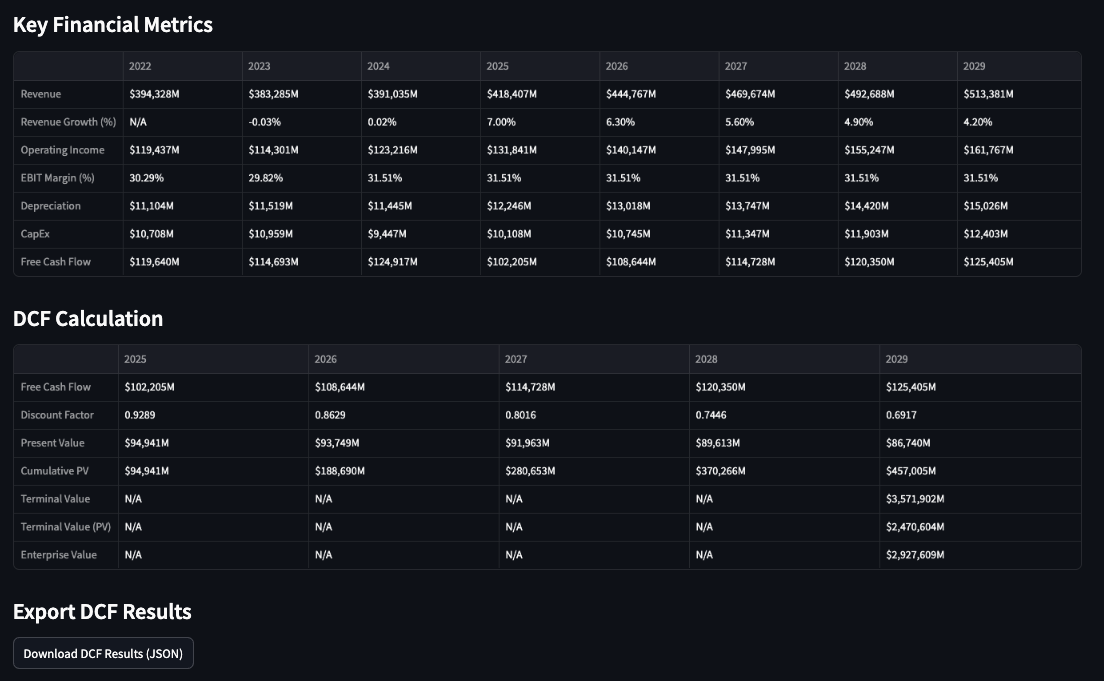 Key Financial Metrics
2022 2023 2024 2025 2026 2027 2028 2029
Revenue $394,328M $383,285M $391,035M $418,407M $444,767M $469,674M $492,688M $513,381M
Revenue Growth (%) N/A -0.03% 0.02% 7.00% 6.30% 5.60% 4.90% 4.20%
Operating Income $119,437M $114,301M $123,216M $131,841M $140,147M $147,995M $155,247M $161,767M
EBIT Margin (%) 30.29% 29.82% 31.51% 31.51% 31.51% 31.51% 31.51% 31.51%
Depreciation $11,104M $11,519M $11,445M $12,246M $13,018M $13,747M $14,420M $15,026M
CapEx $10,708M $10,959M $9,447M $10,108M $10,745M $11,347M $11,903M $12,403M
Free Cash Flow $119,640M $114,693M $124,917M $102,205M $108,644M $114,728M $120,350M $125,405M
DCF Calculation
2025 2026 2027 2028 2029
Free Cash Flow $102,205M $108,644M $114,728M $120,350M $125,405M
Discount Factor 0.9289 0.8629 0.8016 0.7446 0.6917
Present Value $94,941M $93,749M $91,963M $89,613M $86,740M
Cumulative PV $94,941M $188,690M $280,653M $370,266M $457,005M
Terminal Value N/A N/A N/A N/A $3,571,902M
Terminal Value (PV) N/A N/A N/A N/A $2,470,604M
Enterprise Value N/A N/A N/A N/A $2,927,609M
Export DCF Results
Download DCF Results (JSON)